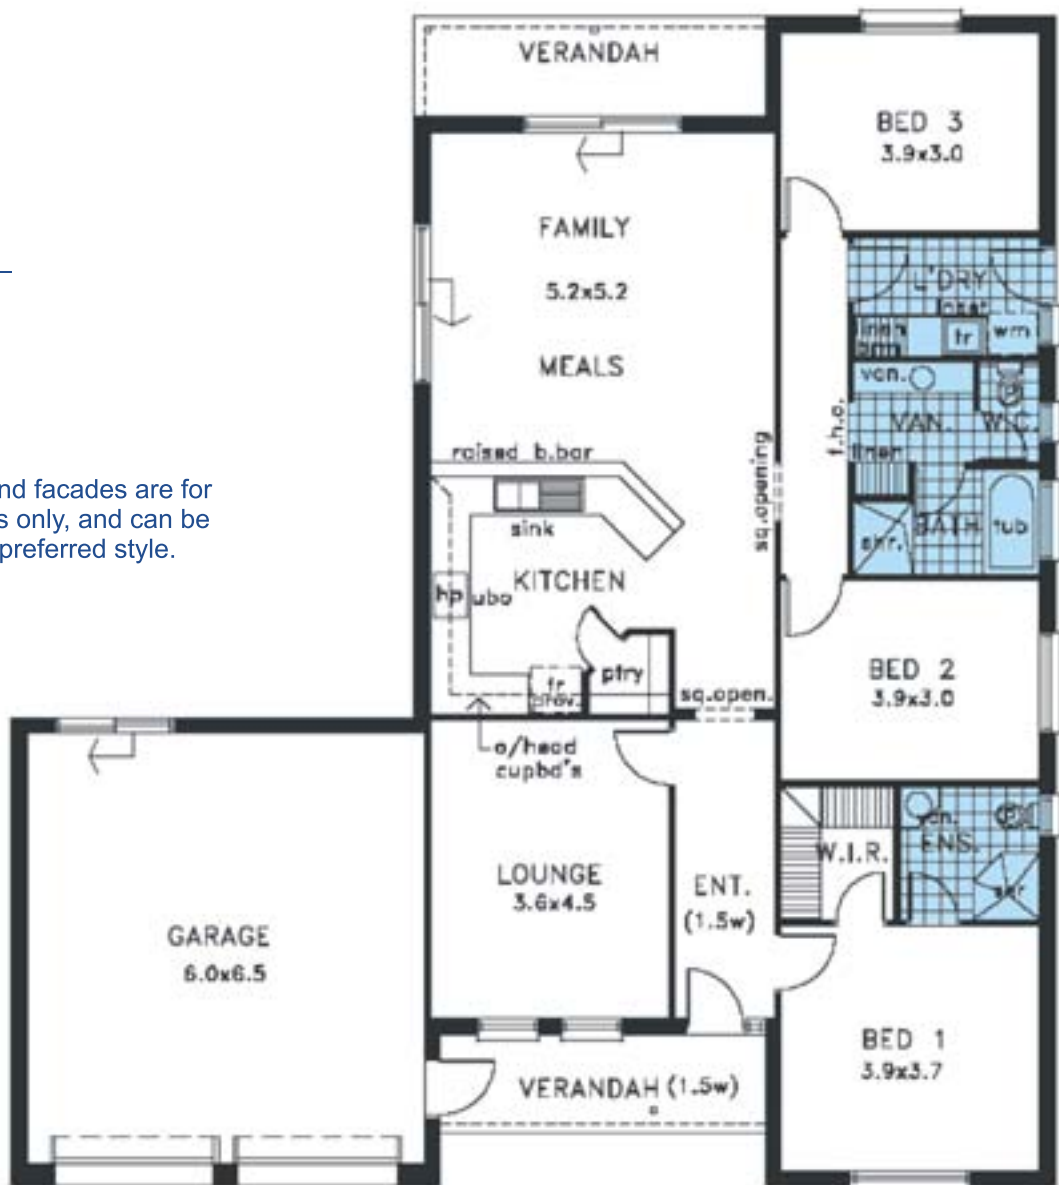 VERANDAH
BED 3
3.9x3.0
FAMILY
5.2x5.2
MEALS
L'DRY
linen
tr
wm
van.
VAN.
W.C.
f.h.o.
linen
raised b.bar
sq.opening
nd facades are for
s only, and can be
preferred style.
sink
shr.
BATH
tub
KITCHEN
hp
ubo
ptry
fr
prov.
sq.open.
BED 2
3.9x3.0
o/head
cupbd's
W.I.R.
van.
ENS.
shr
LOUNGE
3.6x4.5
ENT.
(1.5w)
GARAGE
6.0x6.5
BED 1
3.9x3.7
VERANDAH (1.5w)